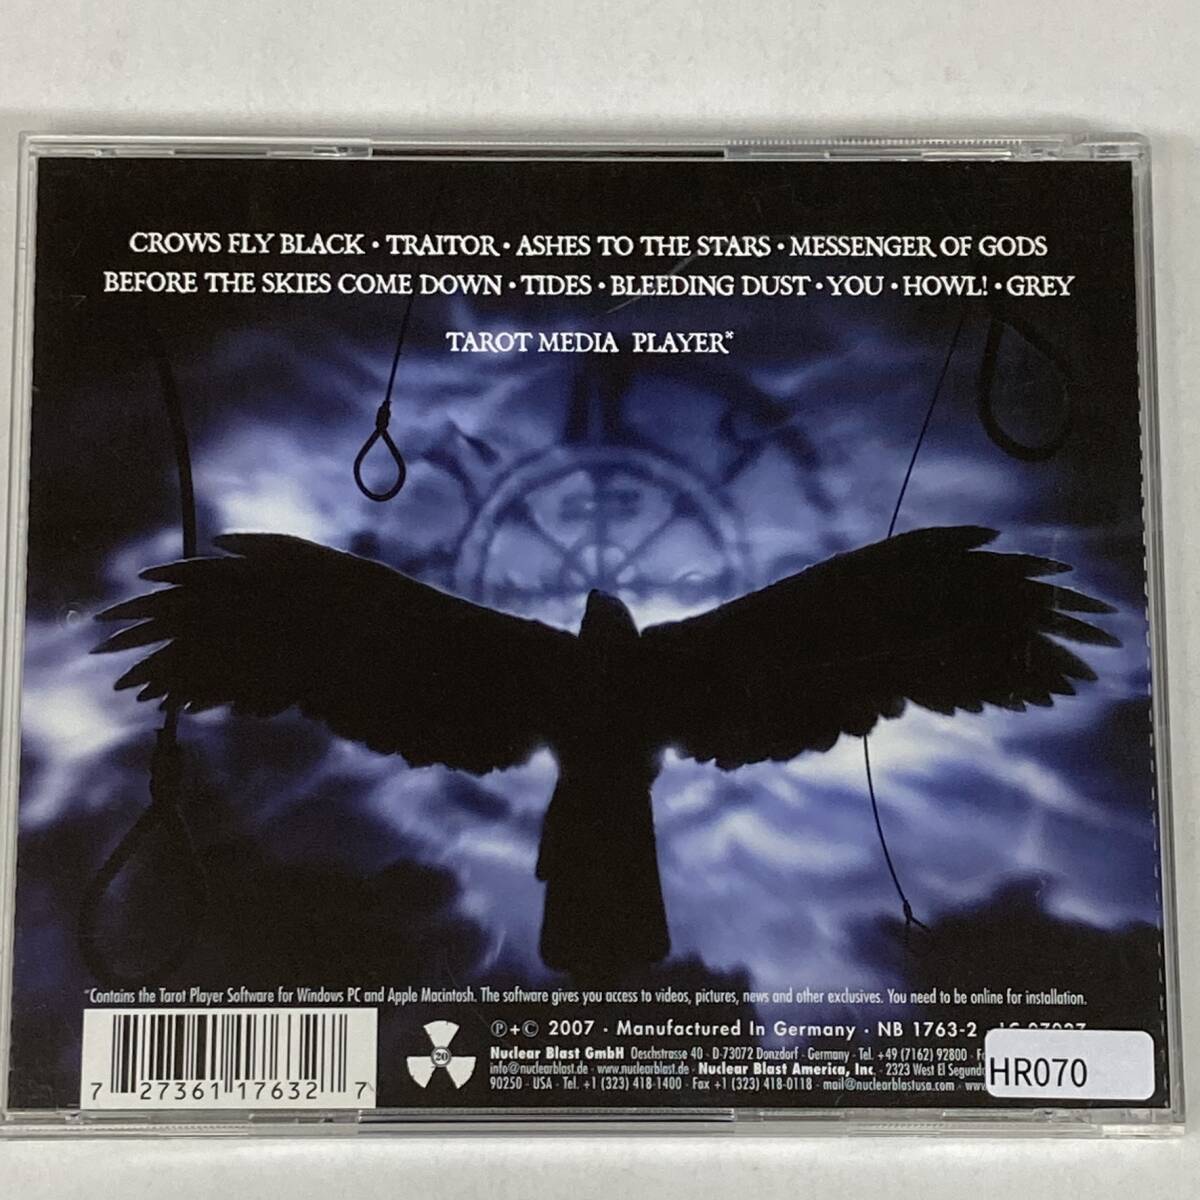 CROWS FLY BLACK • TRAITOR • ASHES TO THE STARS • MESSENGER OF GODS
BEFORE THE SKIES COME DOWN • TIDES • BLEEDING DUST • YOU • HOWL! • GREY
TAROT MEDIA PLAYER*
*Contains the Tarot Player Software for Windows PC and Apple Macintosh. The software gives you access to videos, pictures, news and other exclusives. You need to be online for installation.
7 27361 17632 7
20
℗+© 2007 · Manufactured In Germany · NB 1763-2
Nuclear Blast GmbH Oeschstrasse 40 · D-73072 Donzdorf · Germany · Tel. +49 (7162) 92800 ·
info@nuclearblast.de · www.nuclearblast.de · Nuclear Blast America, Inc. · 2323 West El Segundo
90250 · USA · Tel. +1 (323) 418-1400 · Fax +1 (323) 418-0118 · mail@nuclearblastusa.com ·
HR070